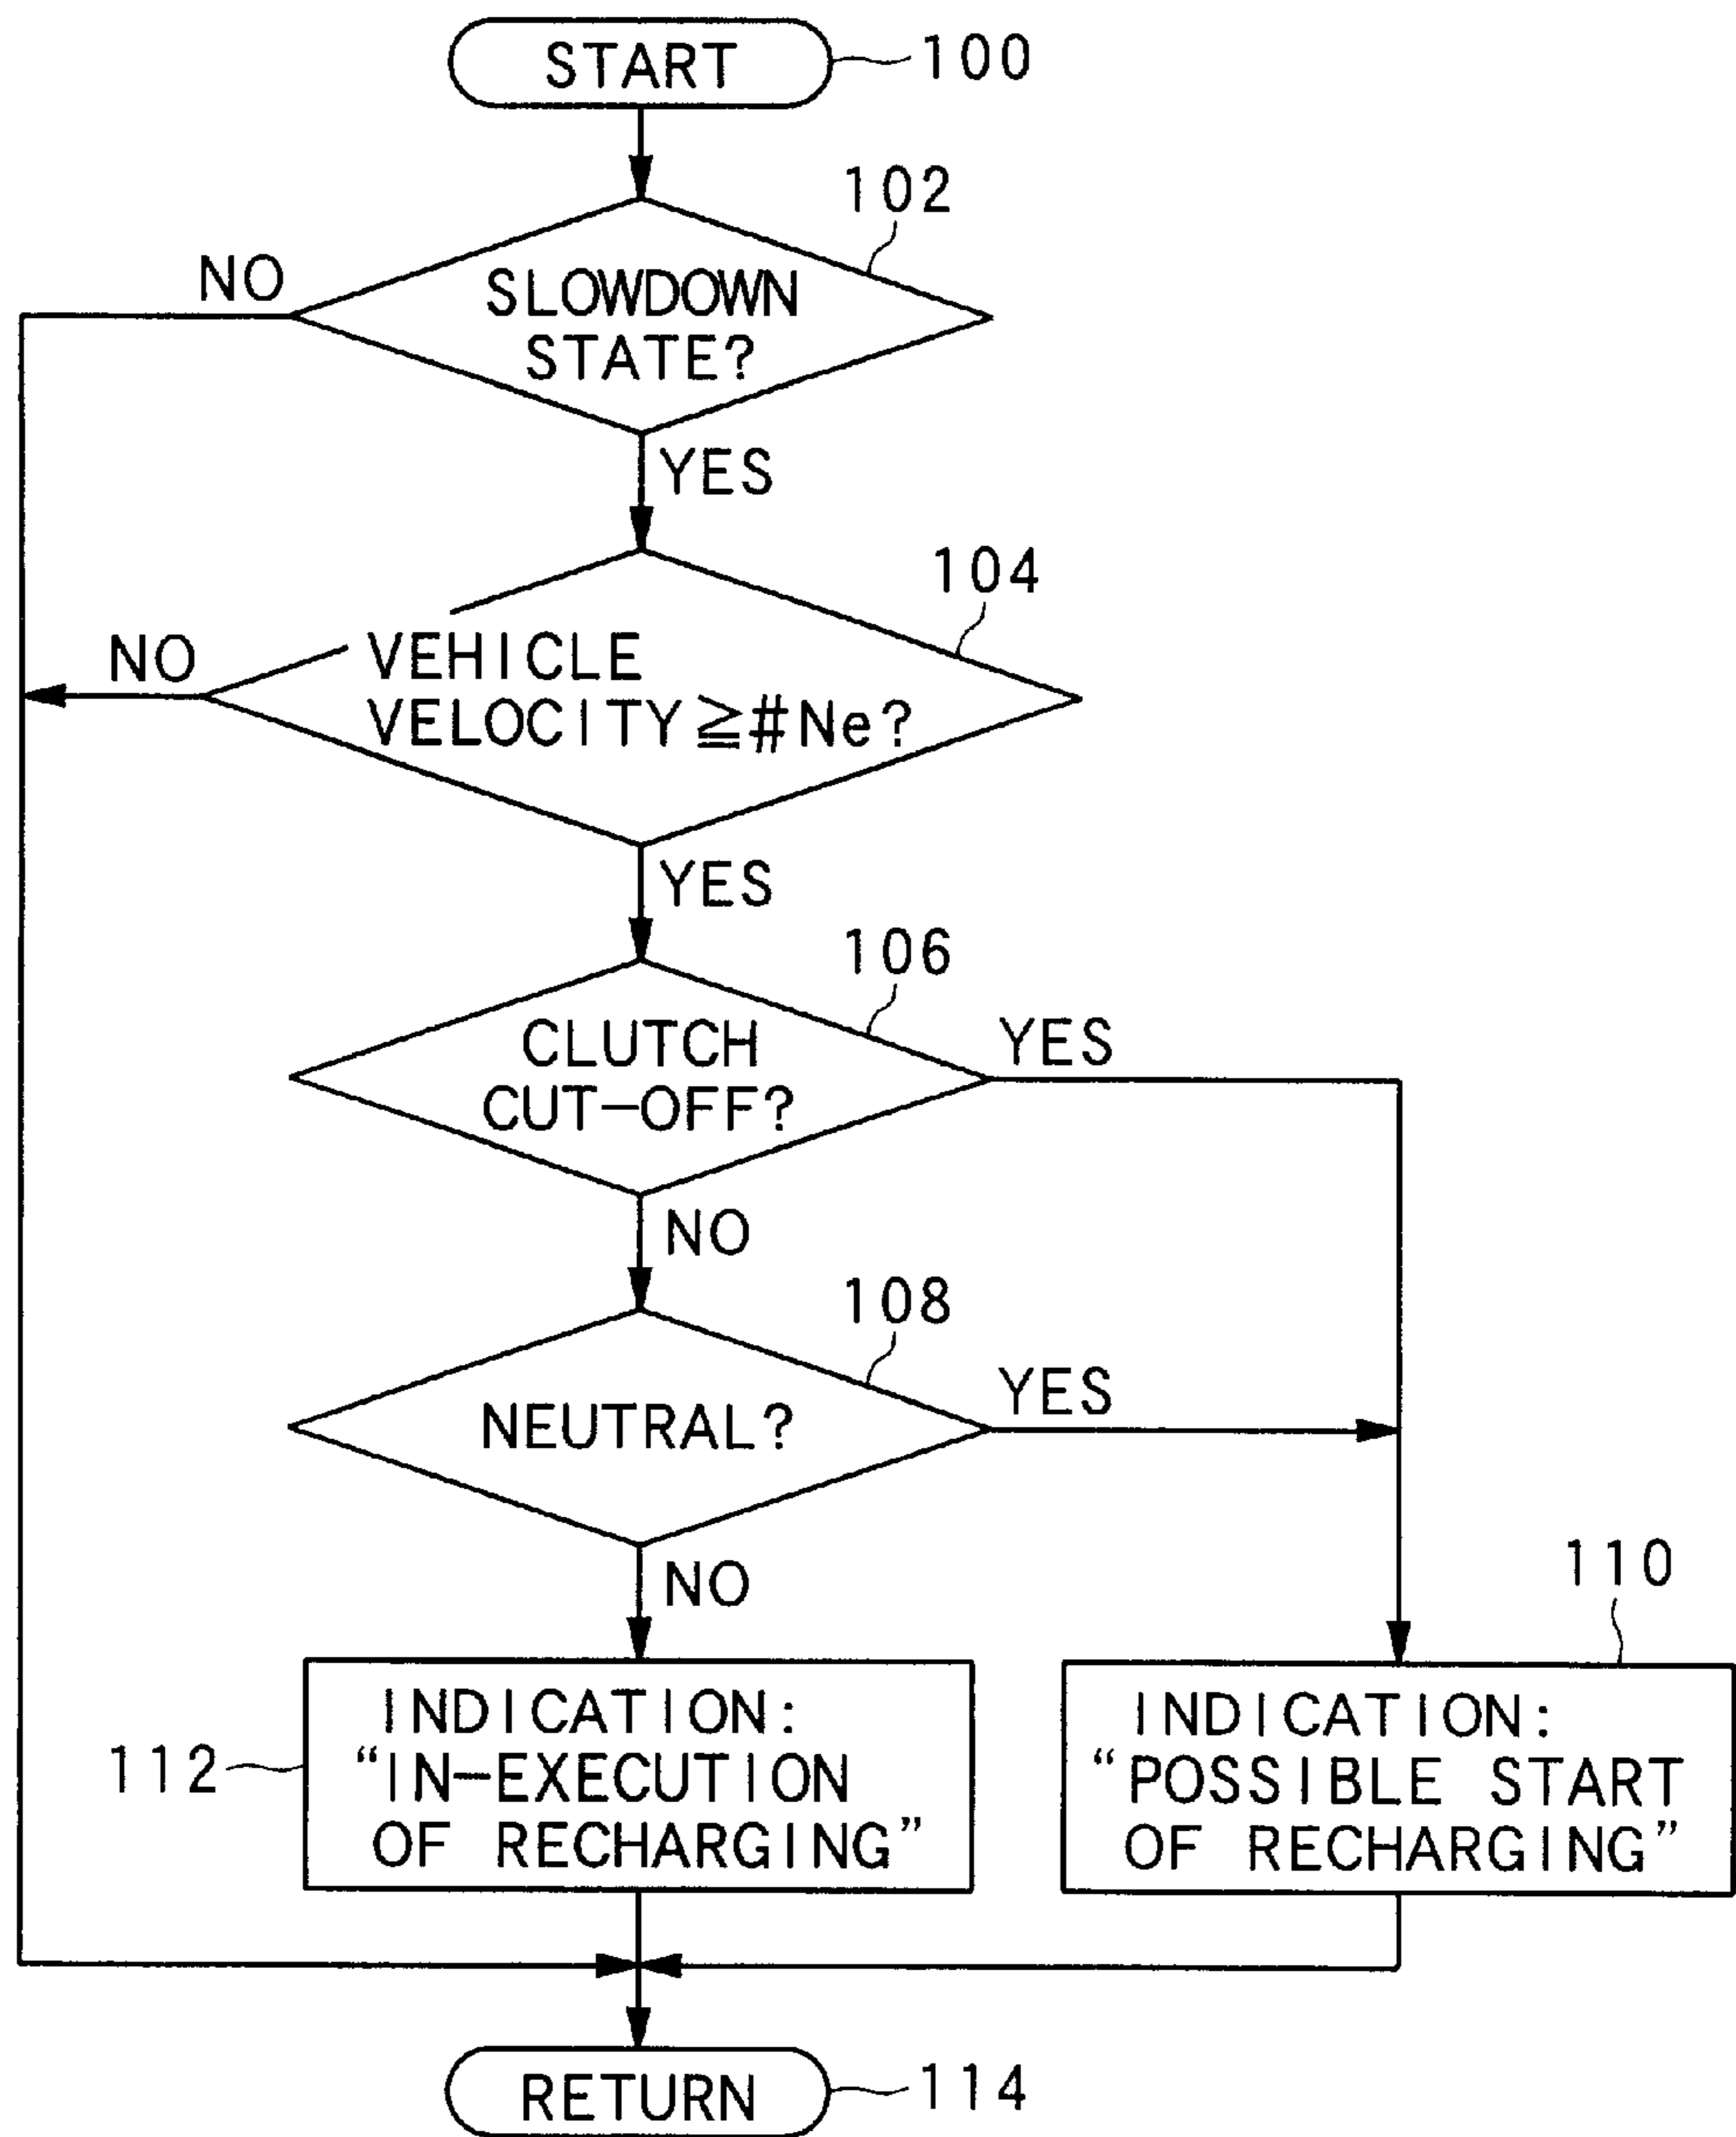 START
100
102
NO
SLOWDOWN
STATE?
YES
104
NO
VEHICLE
VELOCITY≧#Ne?
YES
106
CLUTCH
CUT-OFF?
YES
NO
108
NEUTRAL?
YES
NO
110
112
INDICATION:
“IN-EXECUTION
OF RECHARGING”
INDICATION:
“POSSIBLE START
OF RECHARGING”
RETURN
114